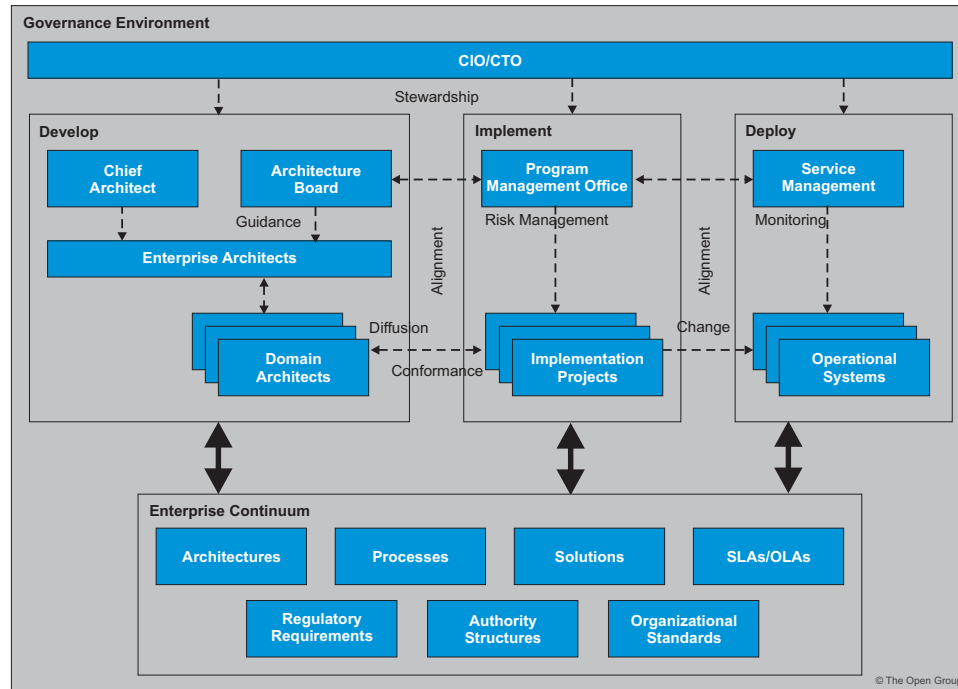 Governance Environment
CIO/CTO
Stewardship
Develop
Chief
Architect
Architecture
Board
Guidance
Enterprise Architects
Domain
Architects
Alignment
Diffusion
Conformance
Implement
Program
Management Office
Risk Management
Implementation
Projects
Alignment
Change
Deploy
Service
Management
Monitoring
Operational
Systems
Enterprise Continuum
Architectures
Processes
Solutions
SLAs/OLAs
Regulatory
Requirements
Authority
Structures
Organizational
Standards
© The Open Group